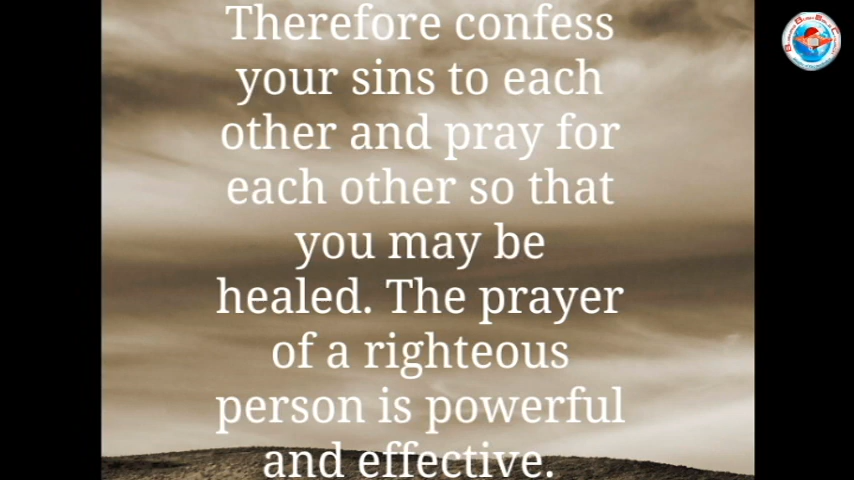 Therefore confess
your sins to each
other and pray for
each other so that
you may be
healed. The prayer
of a righteous
person is powerful
and effective.